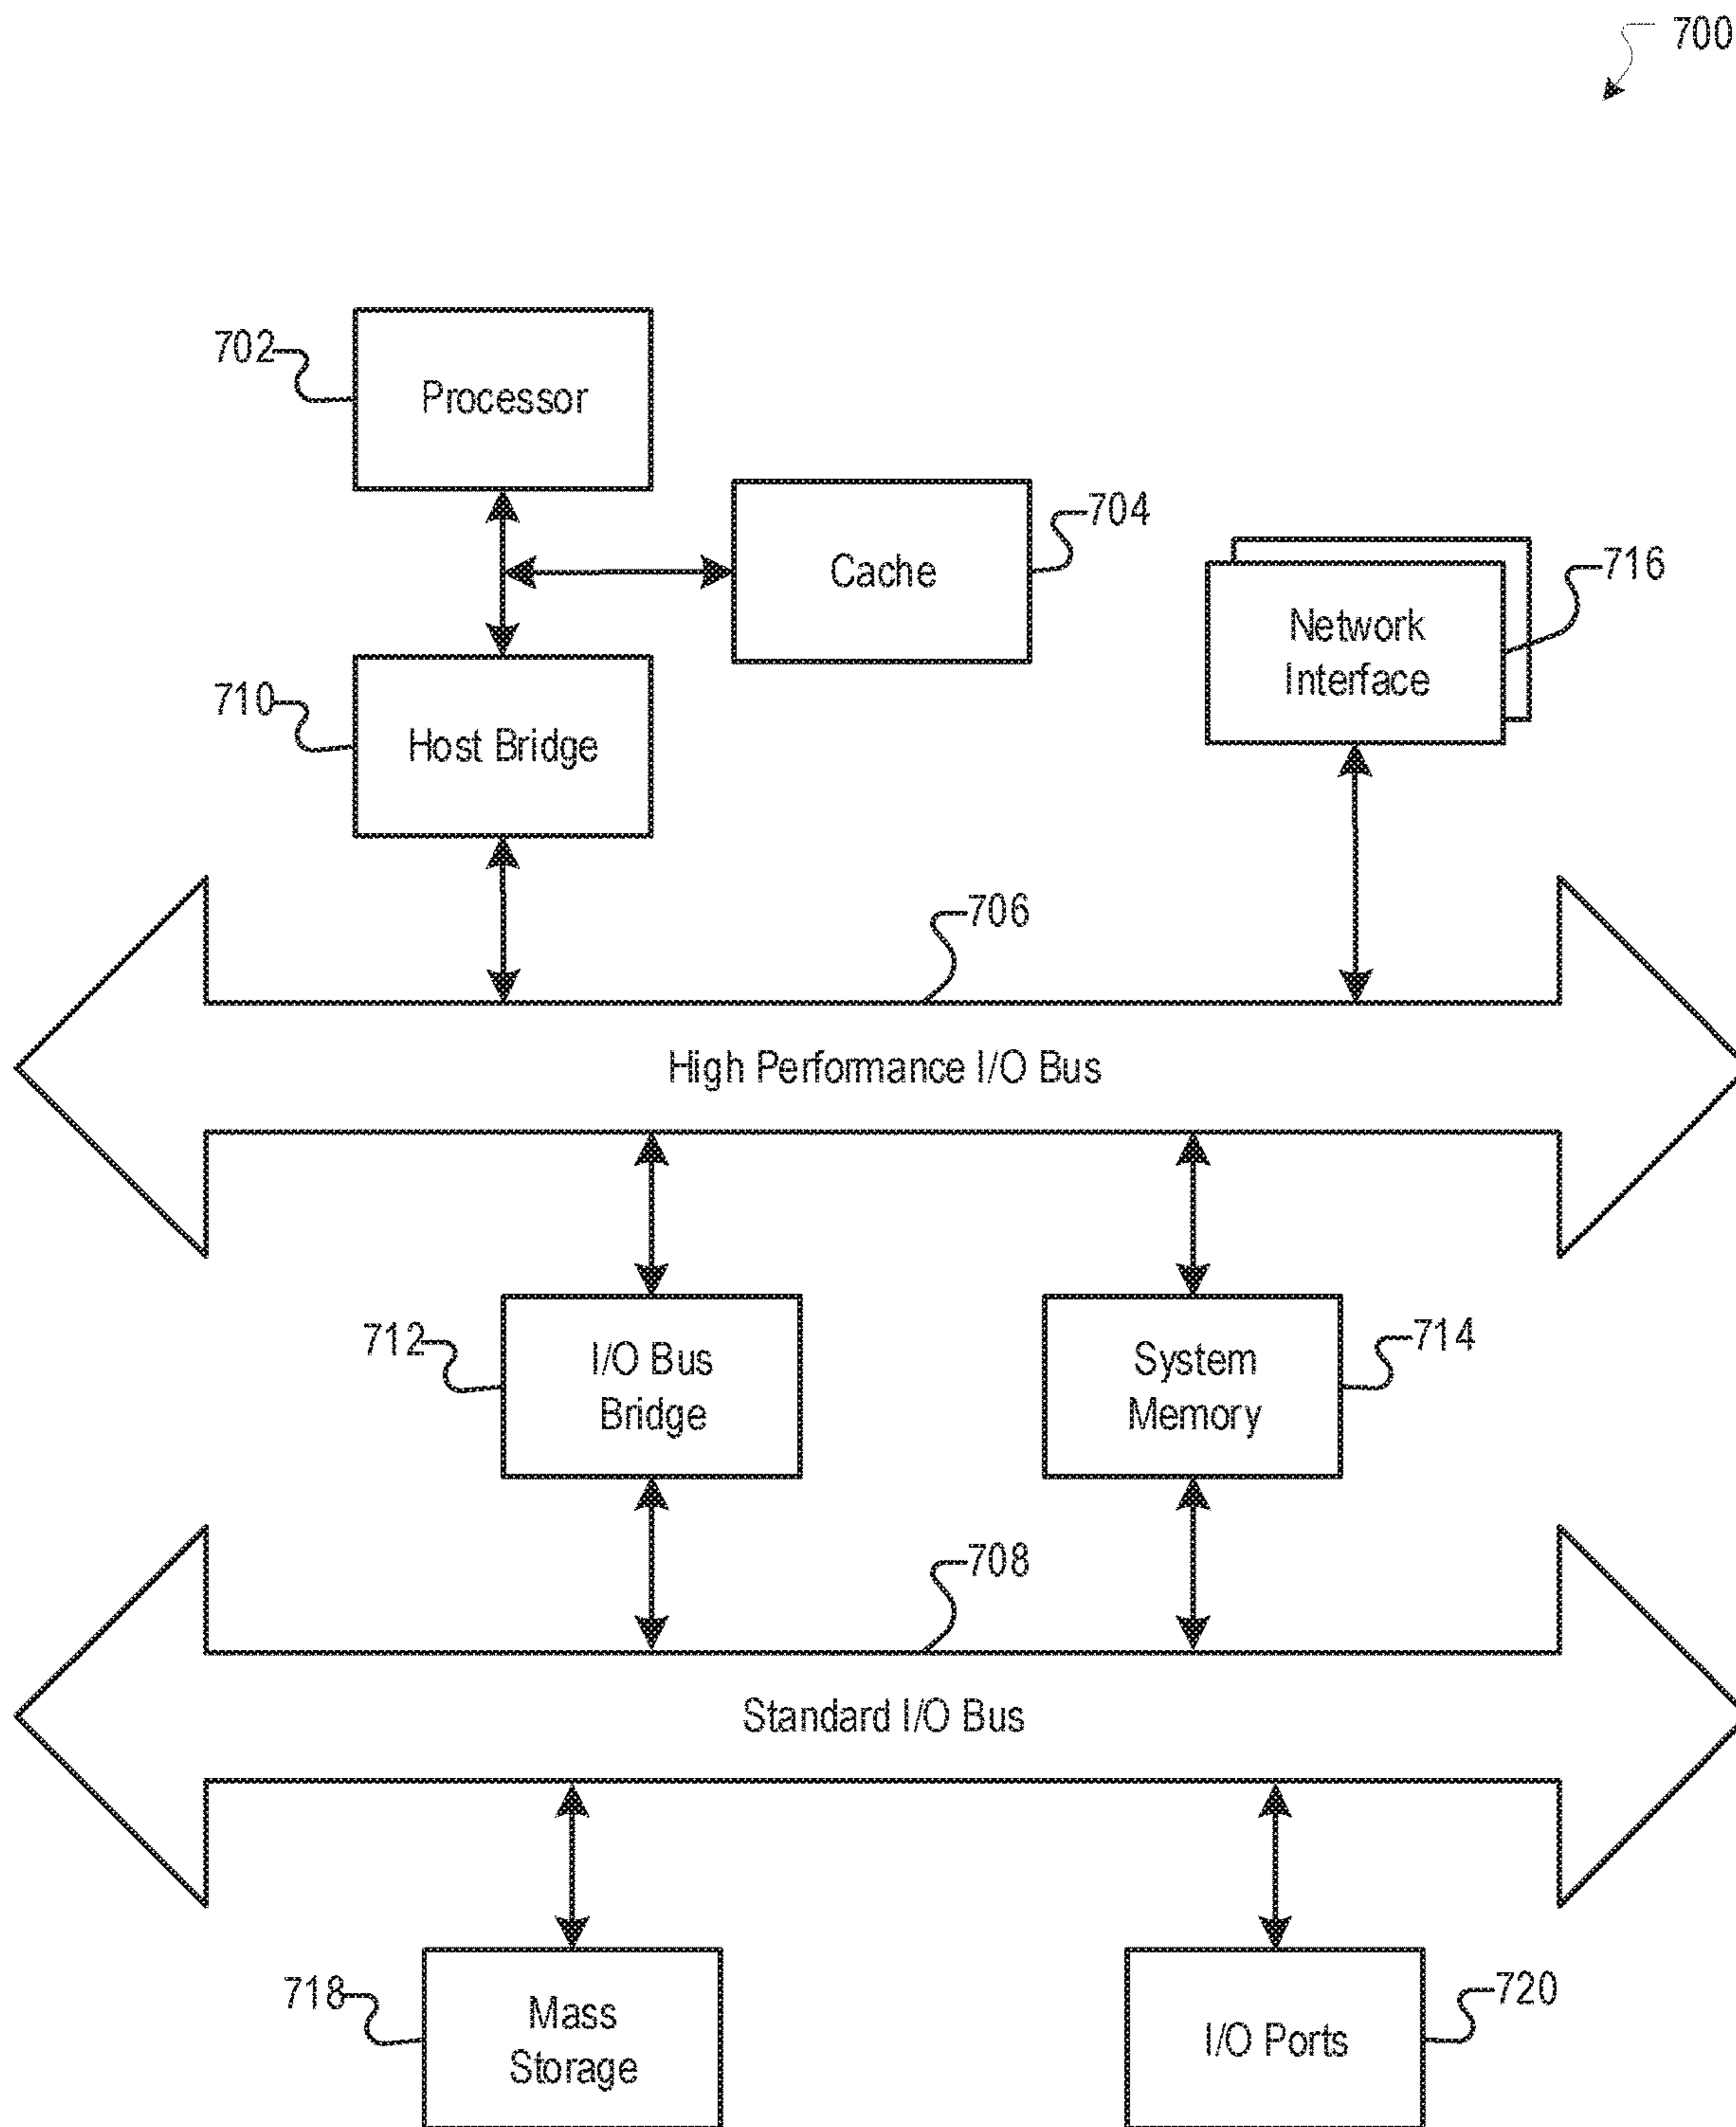 700
702
Processor
704
Cache
716
Network
Interface
710
Host Bridge
706
High Performance I/O Bus
712
I/O Bus
Bridge
System
Memory
714
708
Standard I/O Bus
718
Mass
Storage
I/O Ports
720